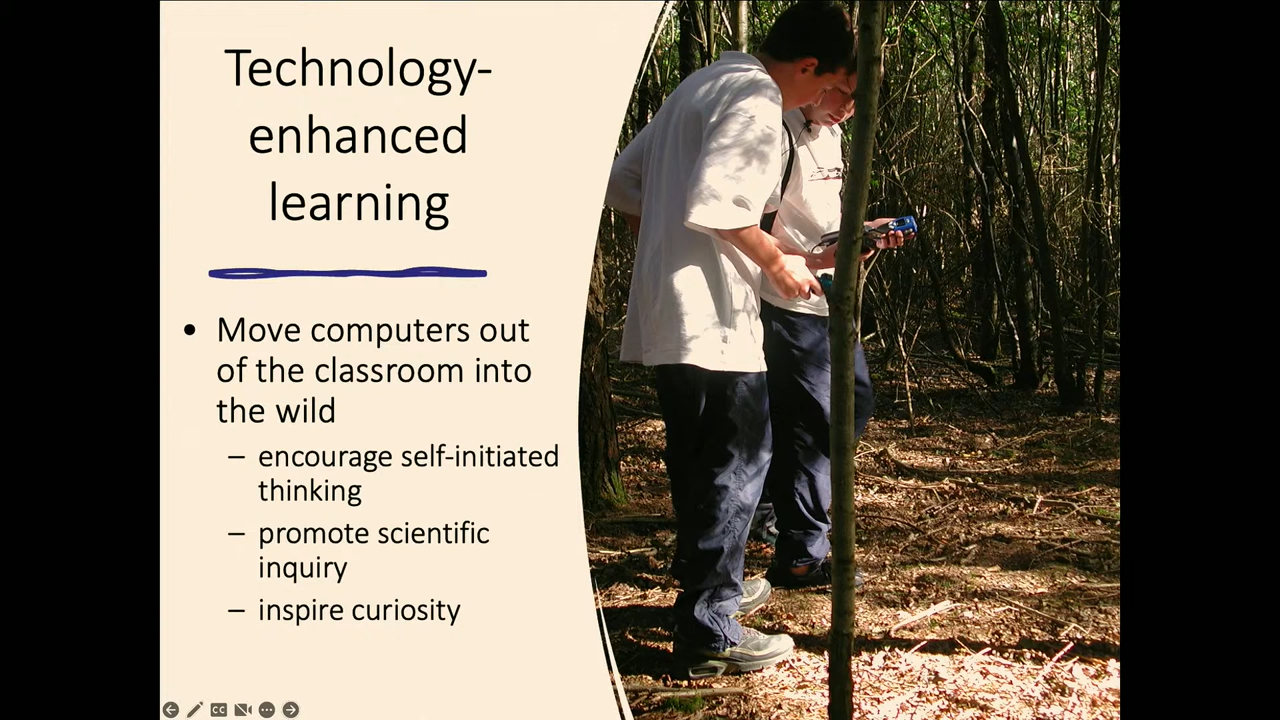 Technology-
enhanced
learning
• Move computers out
of the classroom into
the wild
– encourage self-initiated
thinking
– promote scientific
inquiry
– inspire curiosity
CC